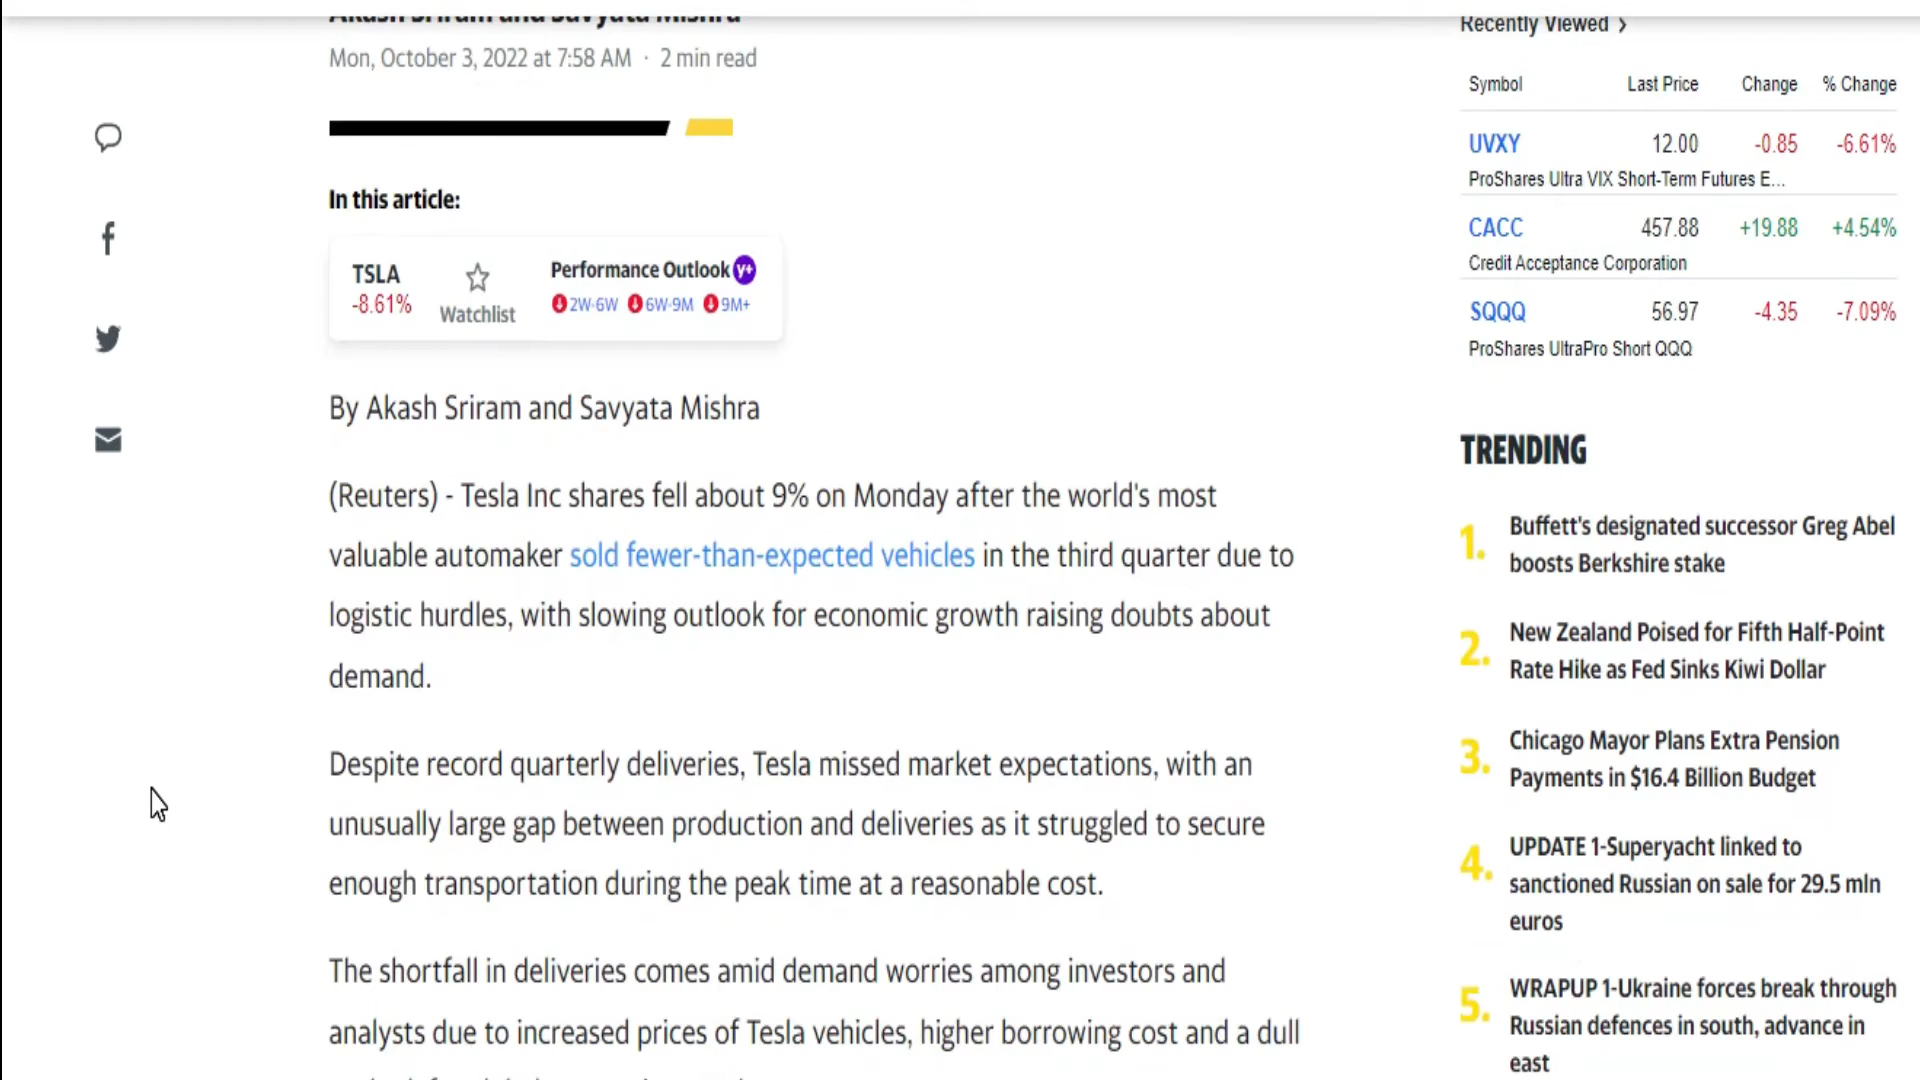 Akash Sriram and Savyata Mishra
Mon, October 3, 2022 at 7:58 AM · 2 min read
In this article:
TSLA
-8.61%
Watchlist
Performance Outlook y+
2W-6W 6W-9M 9M+
By Akash Sriram and Savyata Mishra
(Reuters) - Tesla Inc shares fell about 9% on Monday after the world's most
valuable automaker sold fewer-than-expected vehicles in the third quarter due to
logistic hurdles, with slowing outlook for economic growth raising doubts about
demand.
Despite record quarterly deliveries, Tesla missed market expectations, with an
unusually large gap between production and deliveries as it struggled to secure
enough transportation during the peak time at a reasonable cost.
The shortfall in deliveries comes amid demand worries among investors and
analysts due to increased prices of Tesla vehicles, higher borrowing cost and a dull
Recently Viewed >
Symbol Last Price Change % Change
UVXY 12.00 -0.85 -6.61%
ProShares Ultra VIX Short-Term Futures E...
CACC 457.88 +19.88 +4.54%
Credit Acceptance Corporation
SQQQ 56.97 -4.35 -7.09%
ProShares UltraPro Short QQQ
TRENDING
1. Buffett's designated successor Greg Abel
boosts Berkshire stake
2. New Zealand Poised for Fifth Half-Point
Rate Hike as Fed Sinks Kiwi Dollar
3. Chicago Mayor Plans Extra Pension
Payments in $16.4 Billion Budget
4. UPDATE 1-Superyacht linked to
sanctioned Russian on sale for 29.5 mln
euros
5. WRAPUP 1-Ukraine forces break through
Russian defences in south, advance in
east